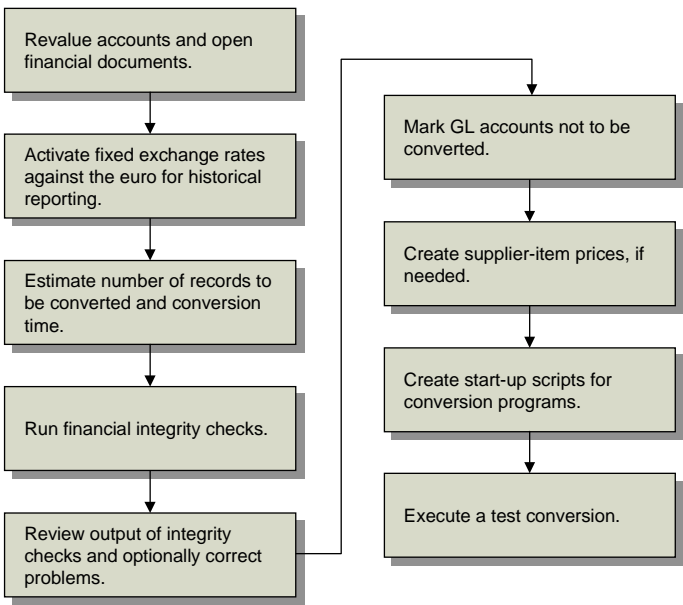 Revalue accounts and open
financial documents.
Activate fixed exchange rates
against the euro for historical
reporting.
Estimate number of records to
be converted and conversion
time.
Run financial integrity checks.
Review output of integrity
checks and optionally correct
problems.
Mark GL accounts not to be
converted.
Create supplier-item prices, if
needed.
Create start-up scripts for
conversion programs.
Execute a test conversion.